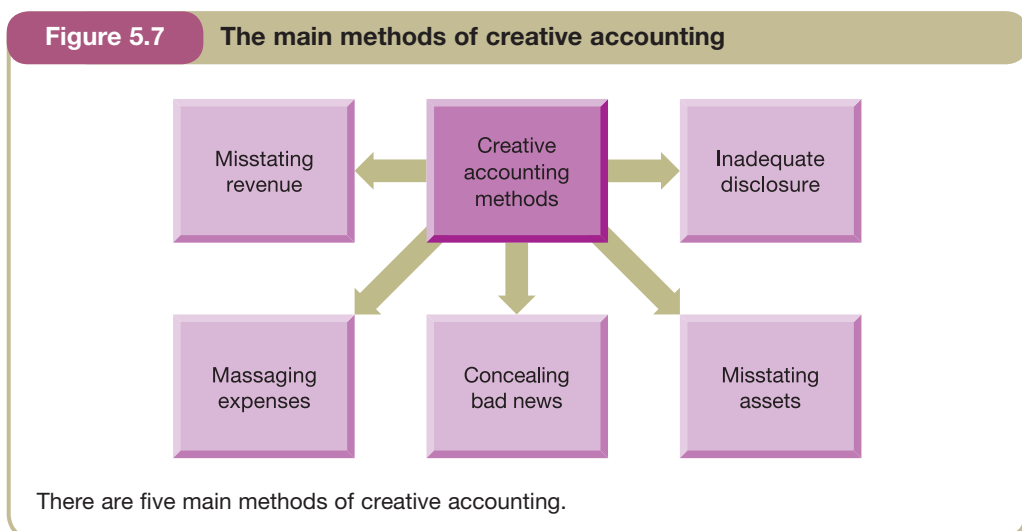 Figure 5.7 The main methods of creative accounting
Misstating
revenue
Creative
accounting
methods
Inadequate
disclosure
Massaging
expenses
Concealing
bad news
Misstating
assets
There are five main methods of creative accounting.